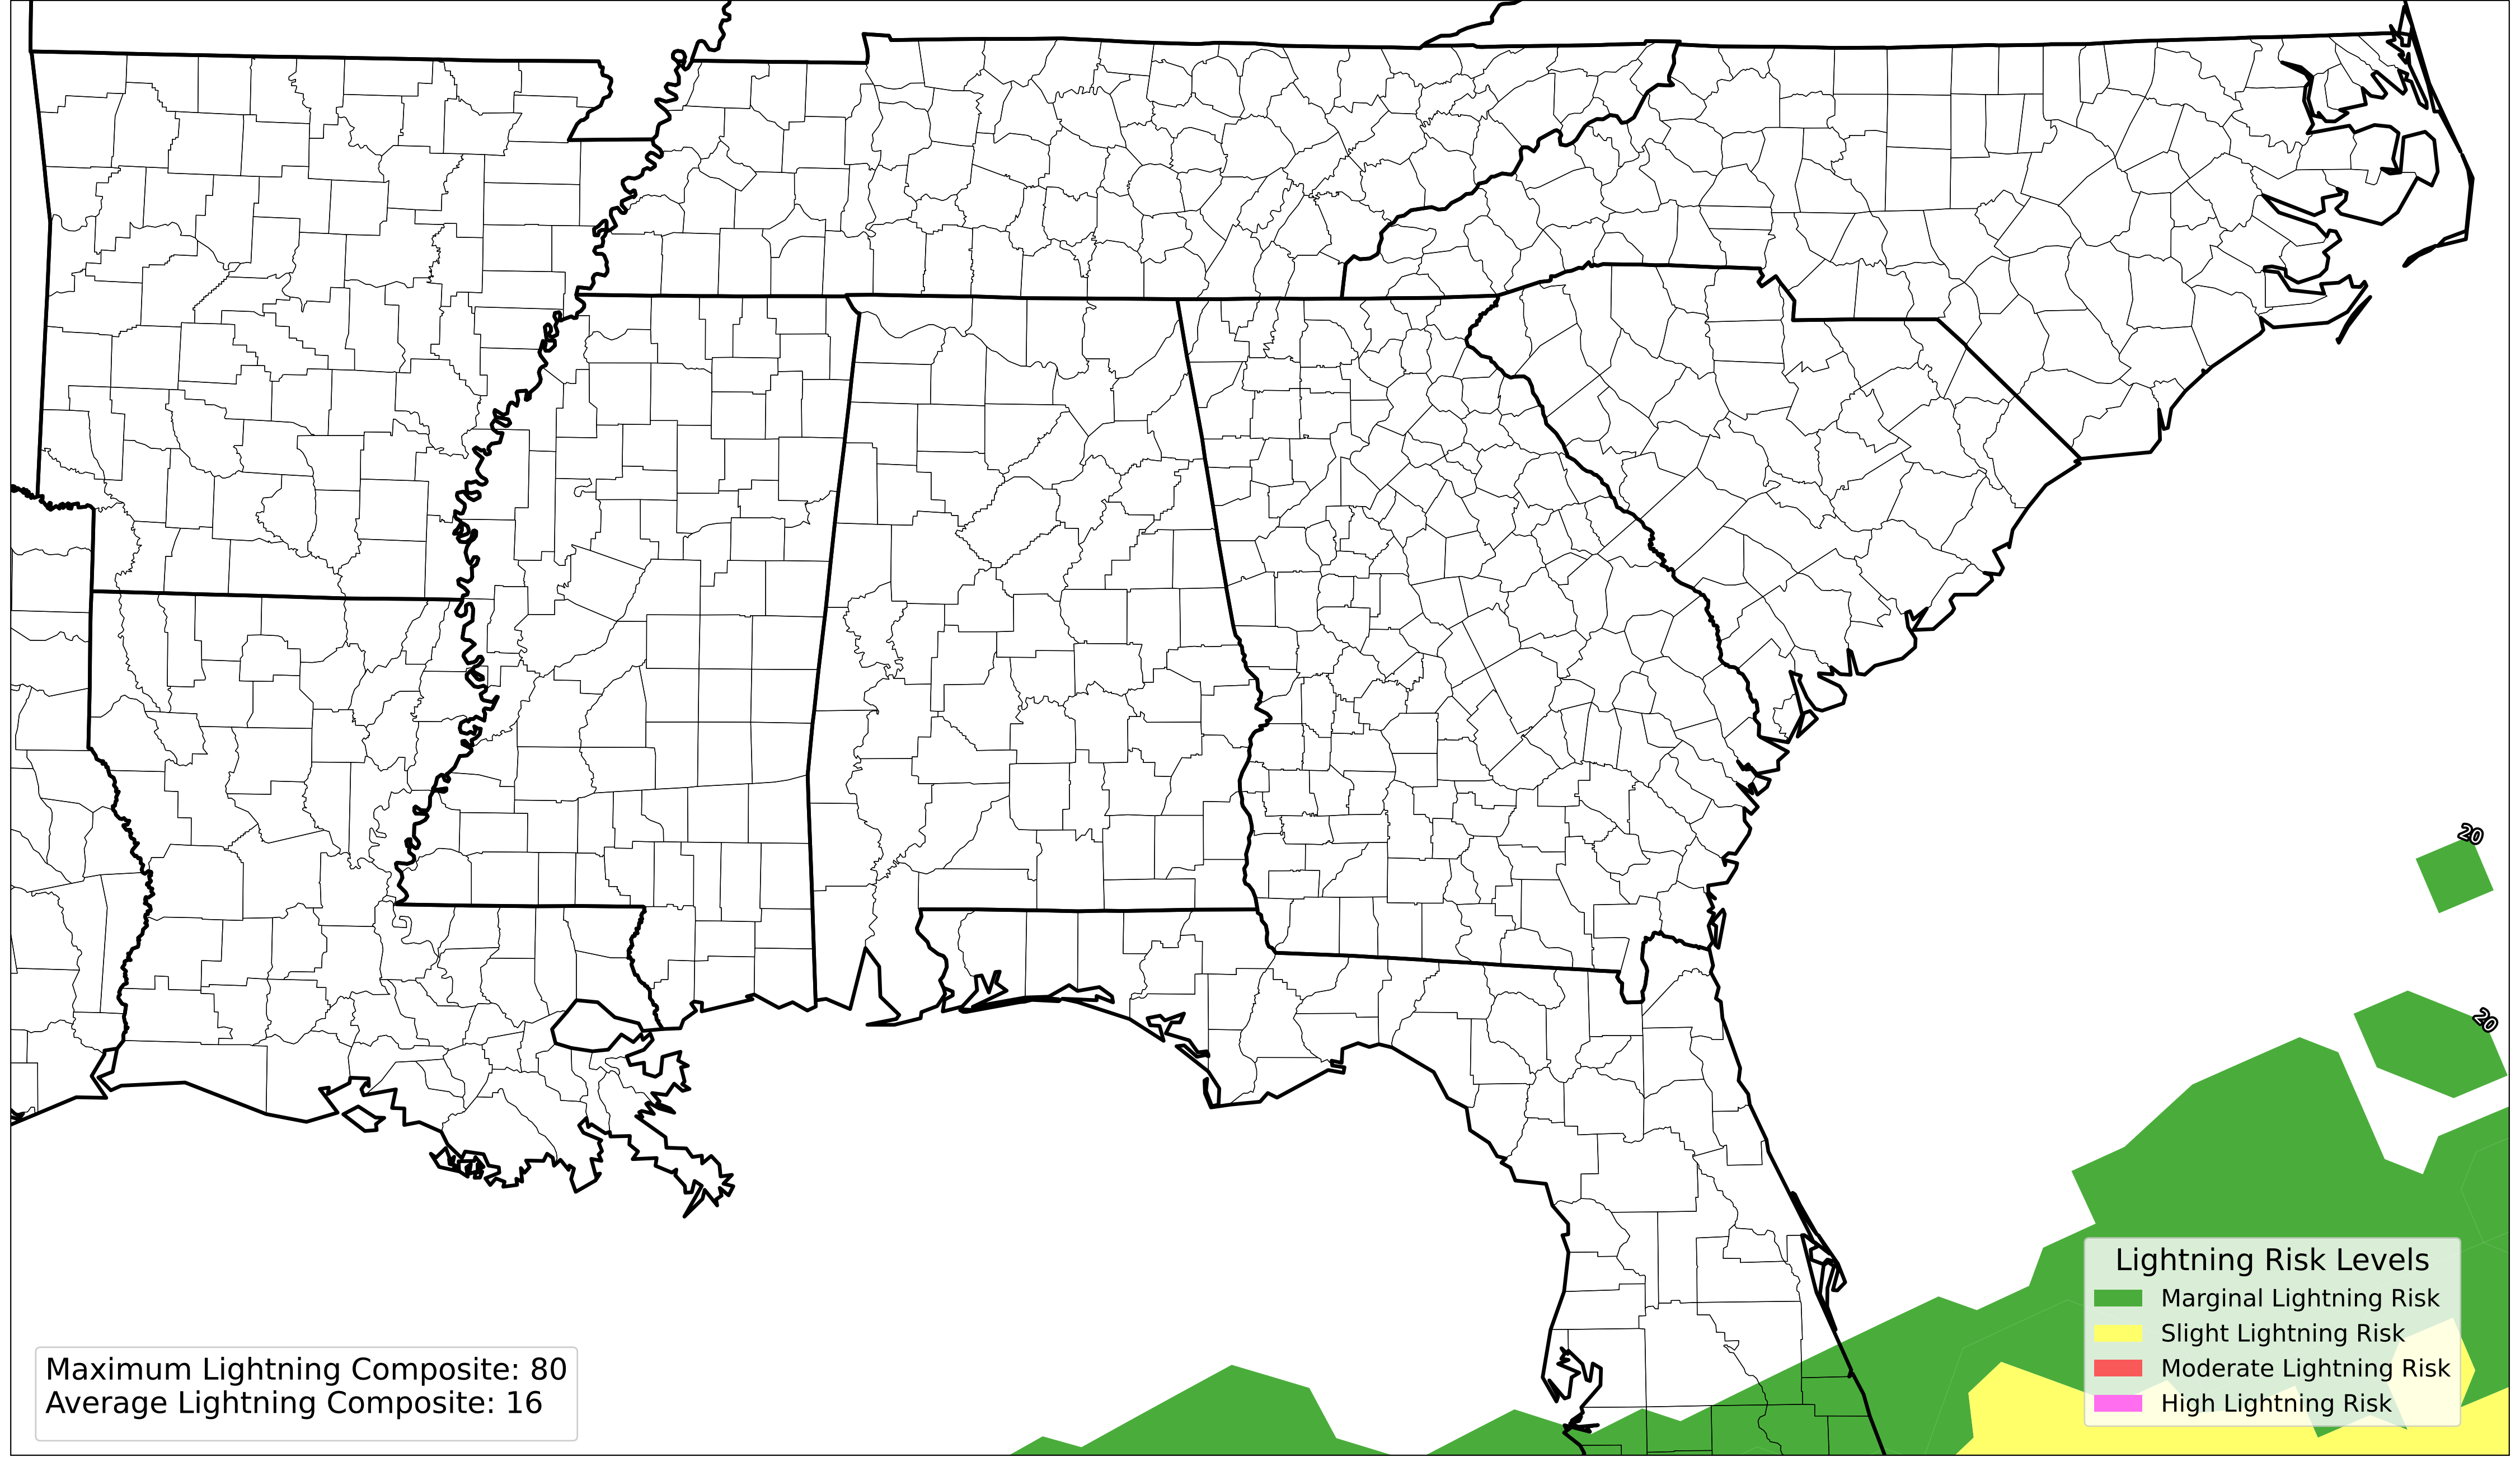 20
20
Lightning Risk Levels
Marginal Lightning Risk
Slight Lightning Risk
Moderate Lightning Risk
High Lightning Risk
Maximum Lightning Composite: 80
Average Lightning Composite: 16